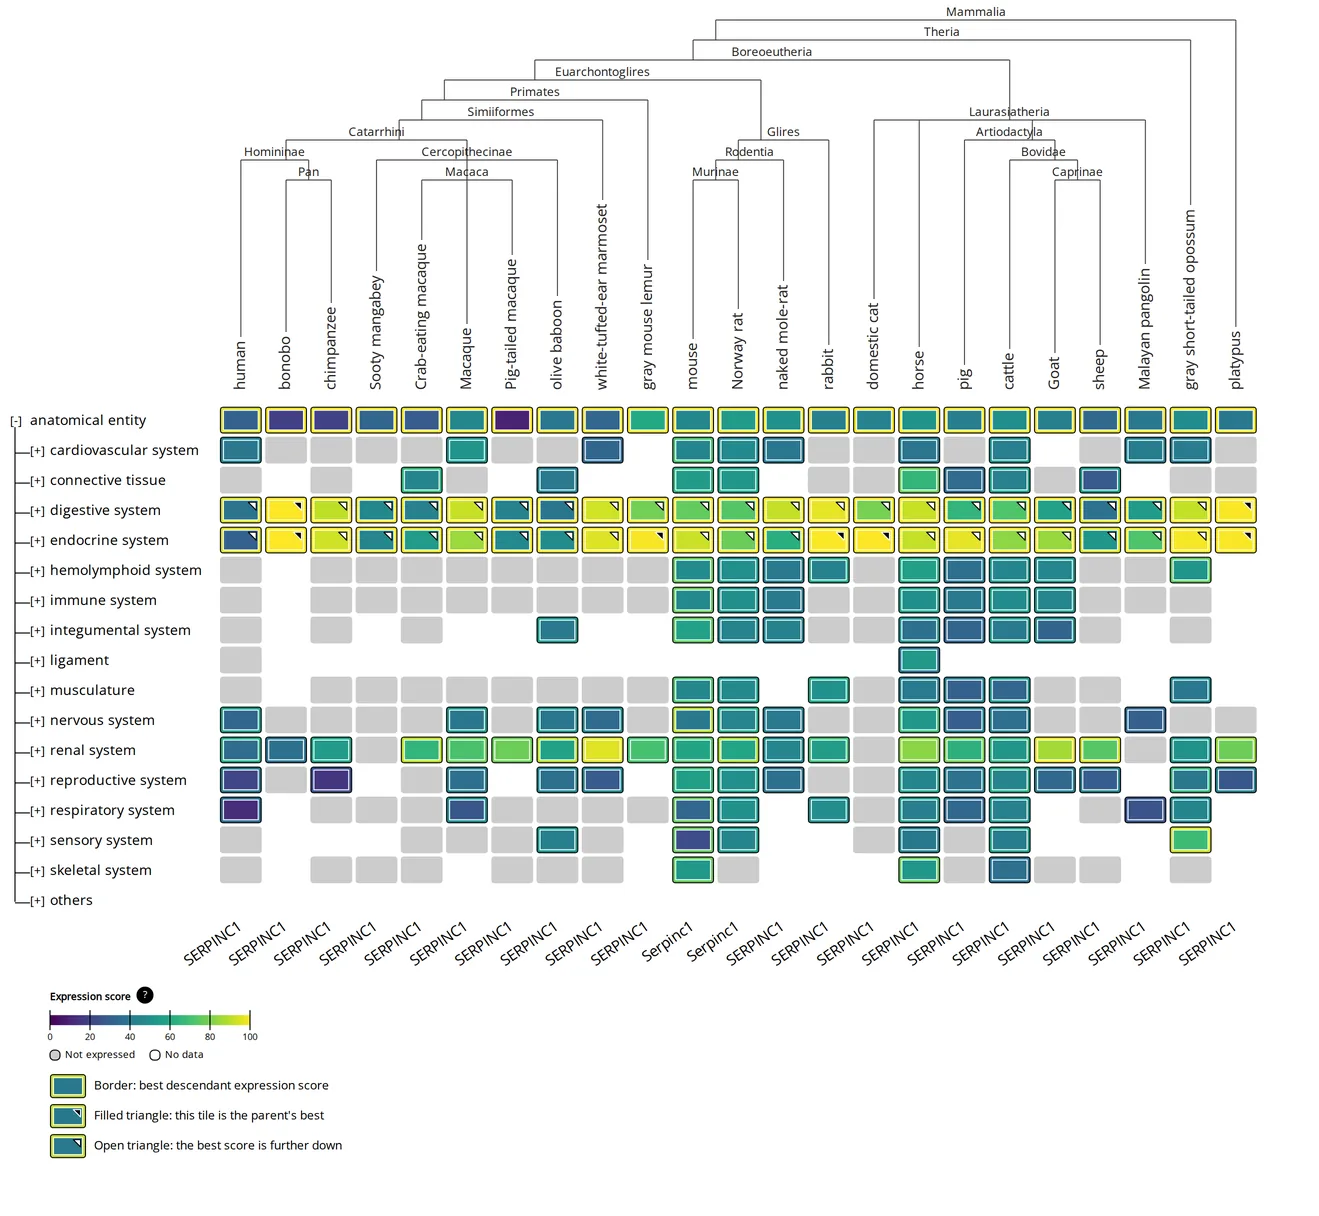 Mammalia
Theria
Boreoeutheria
Euarchontoglires
Primates
Simiiformes
Laurasiatheria
Catarrhini
Glires
Artiodactyla
Homininae
Cercopithecinae
Rodentia
Bovidae
Pan
Macaca
Murinae
Caprinae
human
bonobo
chimpanzee
Sooty mangabey
Crab-eating macaque
Macaque
Pig-tailed macaque
olive baboon
white-tufted-ear marmoset
gray mouse lemur
mouse
Norway rat
naked mole-rat
rabbit
domestic cat
horse
pig
cattle
Goat
sheep
Malayan pangolin
gray short-tailed opossum
platypus
[-] anatomical entity
[+] cardiovascular system
[+] connective tissue
[+] digestive system
[+] endocrine system
[+] hemolymphoid system
[+] immune system
[+] integumental system
[+] ligament
[+] musculature
[+] nervous system
[+] renal system
[+] reproductive system
[+] respiratory system
[+] sensory system
[+] skeletal system
[+] others
SERPINC1
SERPINC1
SERPINC1
SERPINC1
SERPINC1
SERPINC1
SERPINC1
SERPINC1
SERPINC1
SERPINC1
Serpinc1
Serpinc1
SERPINC1
SERPINC1
SERPINC1
SERPINC1
SERPINC1
SERPINC1
SERPINC1
SERPINC1
SERPINC1
SERPINC1
SERPINC1
Expression score ?
0 20 40 60 80 100
Not expressed No data
Border: best descendant expression score
Filled triangle: this tile is the parent's best
Open triangle: the best score is further down